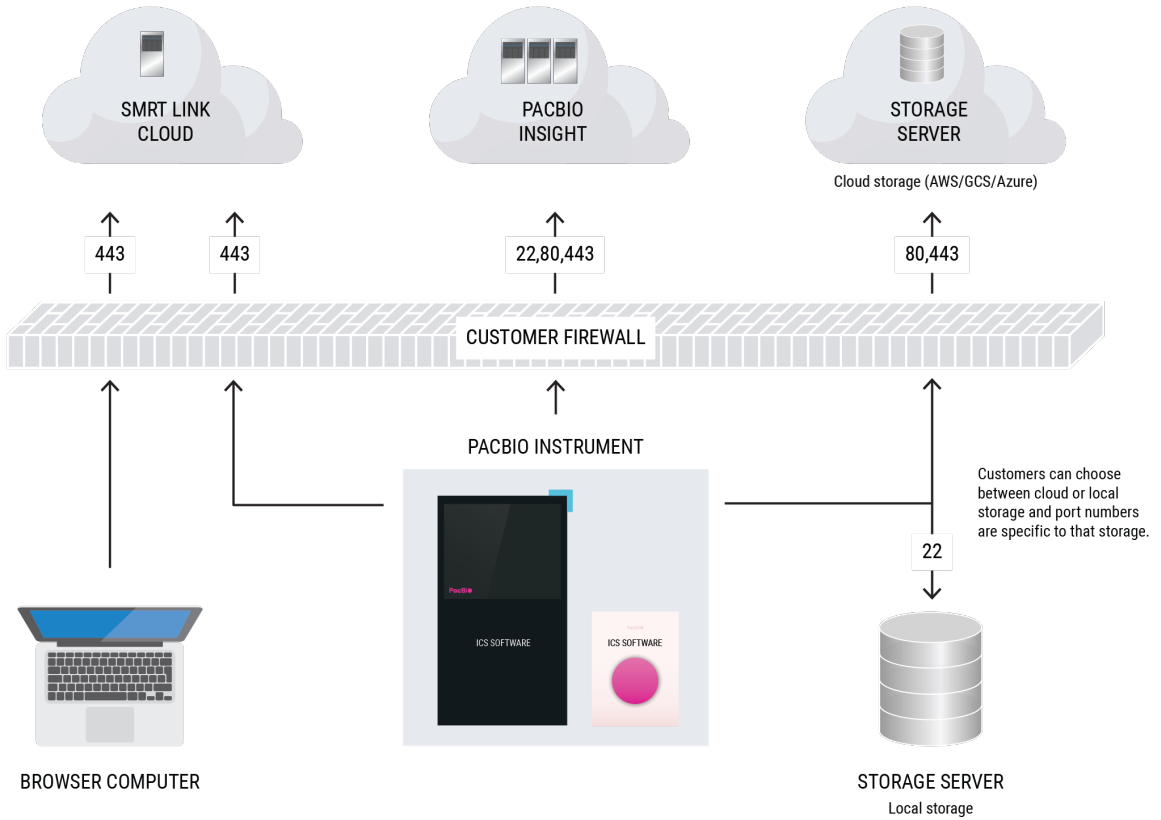 SMRT LINK
CLOUD
PACBIO
INSIGHT
STORAGE
SERVER
Cloud storage (AWS/GCS/Azure)
443
443
22,80,443
80,443
CUSTOMER FIREWALL
PACBIO INSTRUMENT
Customers can choose
between cloud or local
storage and port numbers
are specific to that storage.
22
PacBio
ICS SOFTWARE
PacBio
ICS SOFTWARE
BROWSER COMPUTER
STORAGE SERVER
Local storage